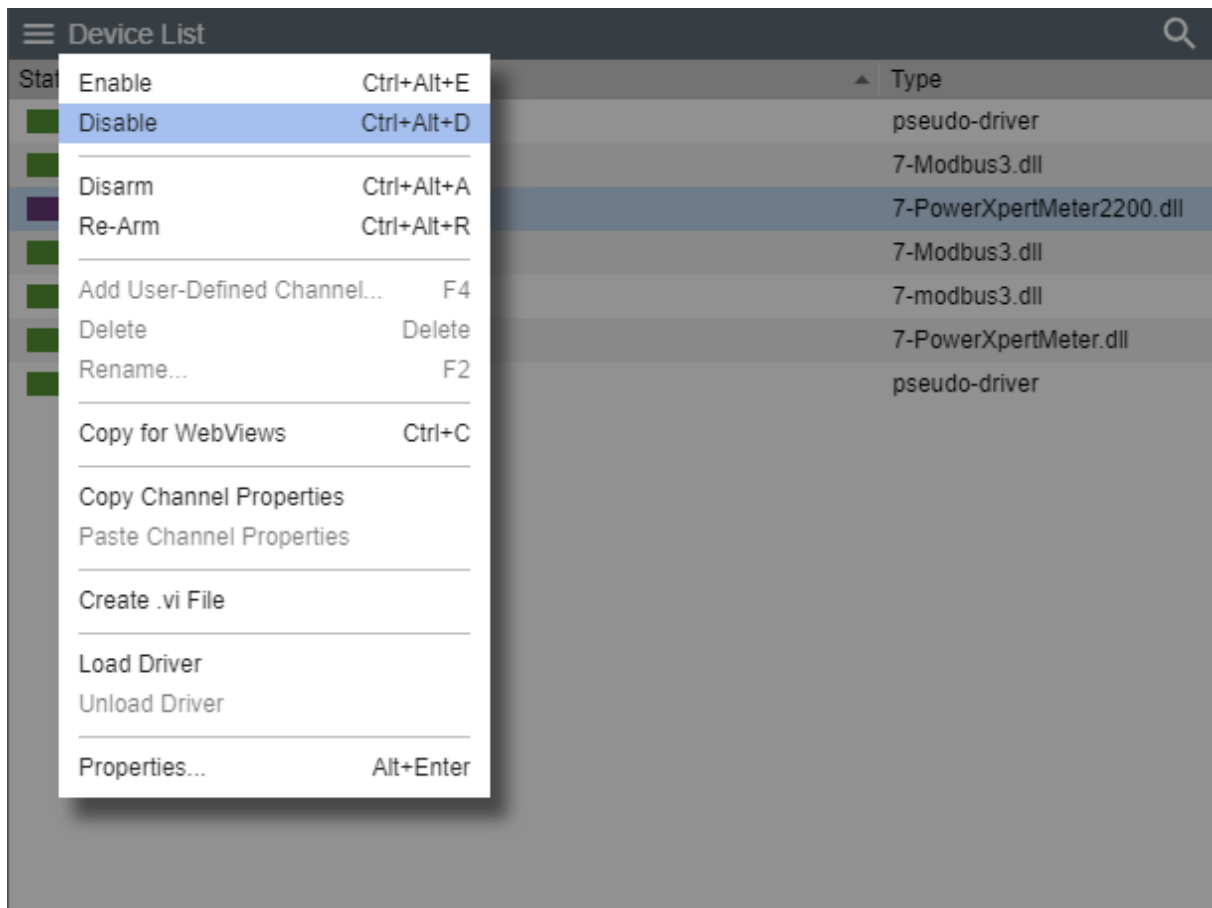 Device List
Stat Type
Enable Ctrl+Alt+E
Disable Ctrl+Alt+D
pseudo-driver
7-Modbus3.dll
Disarm Ctrl+Alt+A
7-PowerXpertMeter2200.dll
Re-Arm Ctrl+Alt+R
7-Modbus3.dll
Add User-Defined Channel... F4
7-modbus3.dll
Delete Delete
7-PowerXpertMeter.dll
Rename... F2
pseudo-driver
Copy for WebViews Ctrl+C
Copy Channel Properties
Paste Channel Properties
Create .vi File
Load Driver
Unload Driver
Properties... Alt+Enter